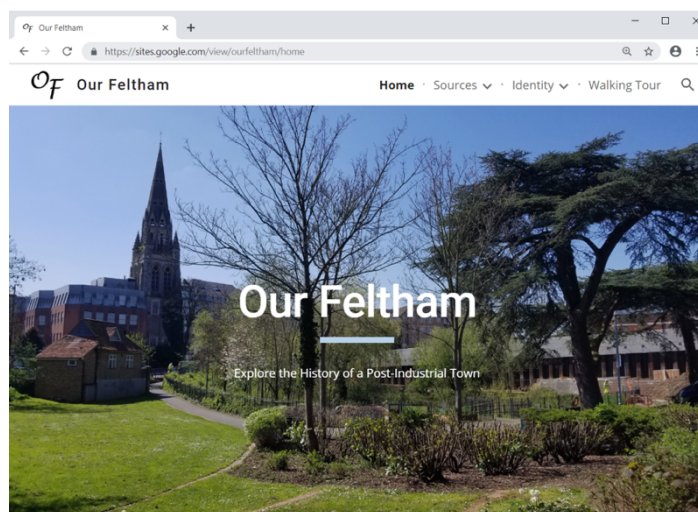 OF Our Feltham
https://sites.google.com/view/ourfeltham/home
OF Our Feltham
Home · Sources · Identity · Walking Tour
Our Feltham
Explore the History of a Post-Industrial Town